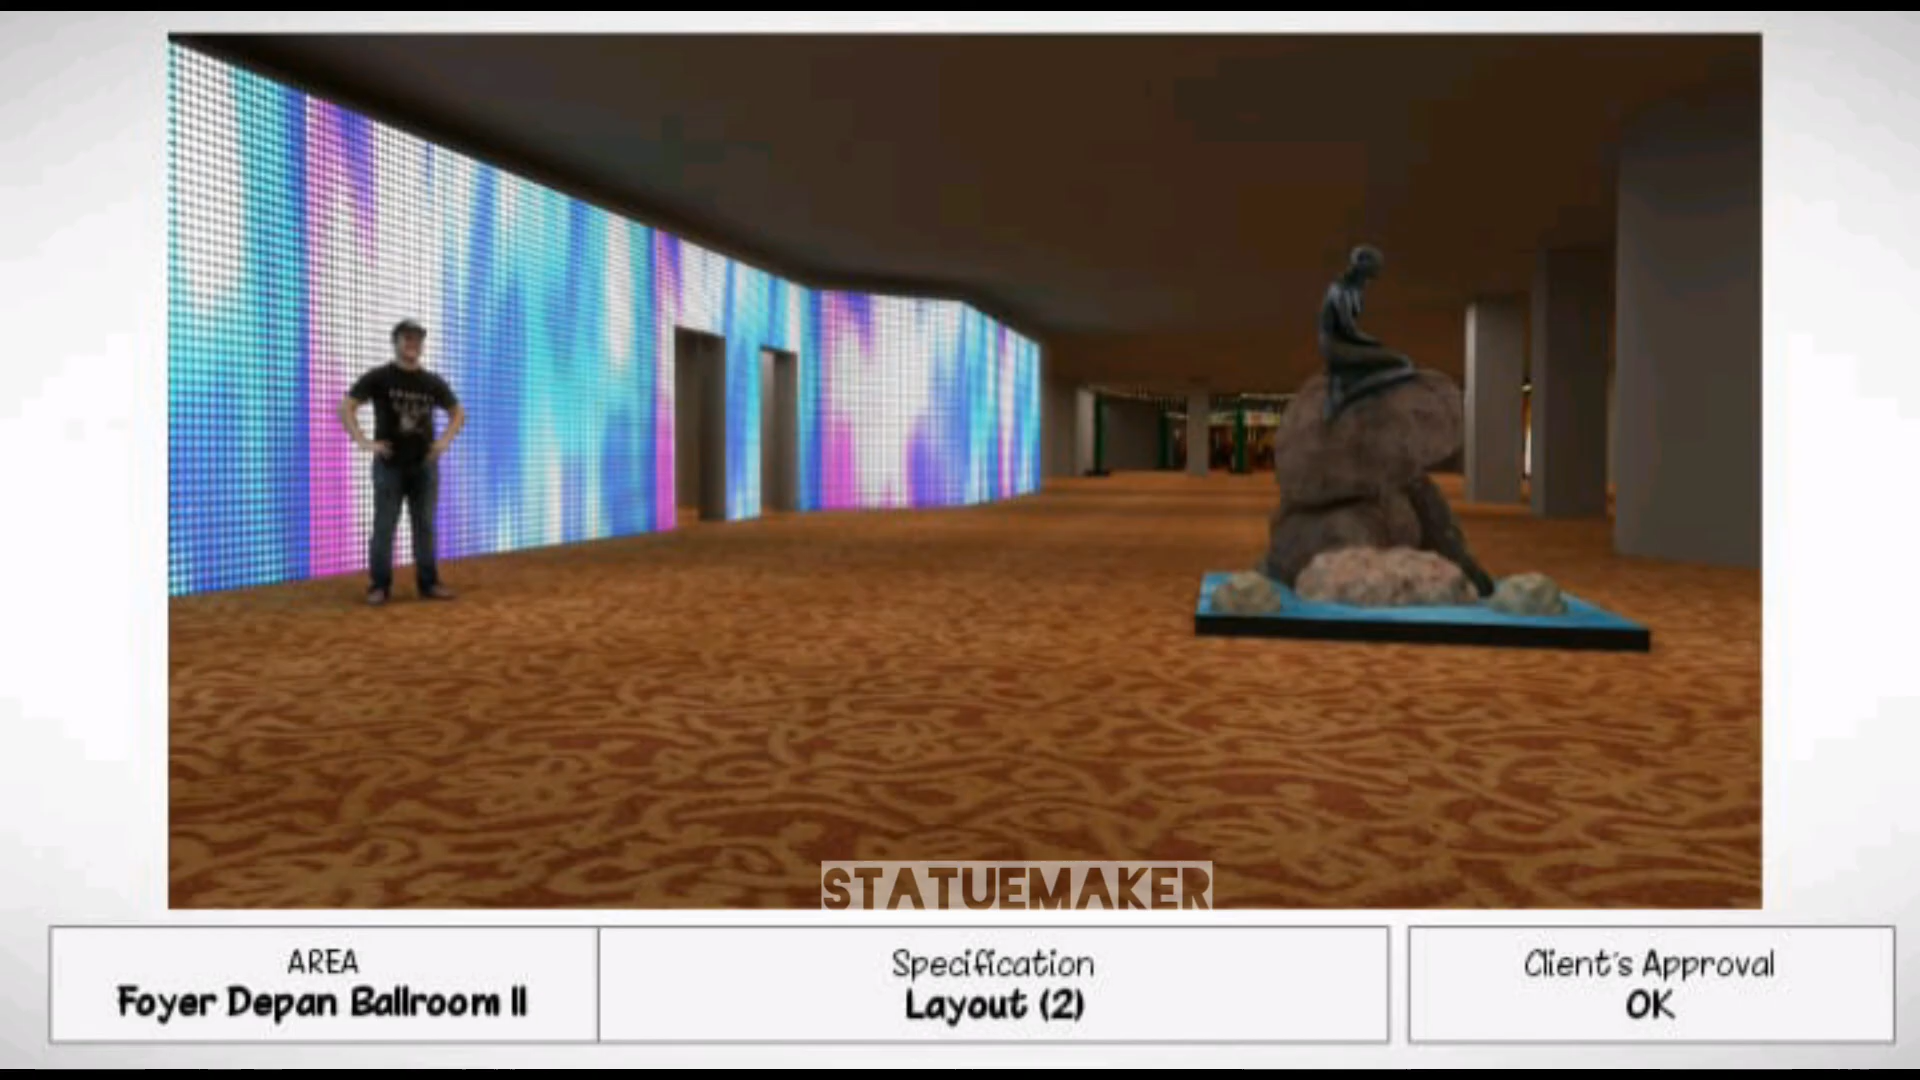 STATUEMAKER
AREA
Foyer Depan Ballroom II
Specification
Layout (2)
Client's Approval
OK